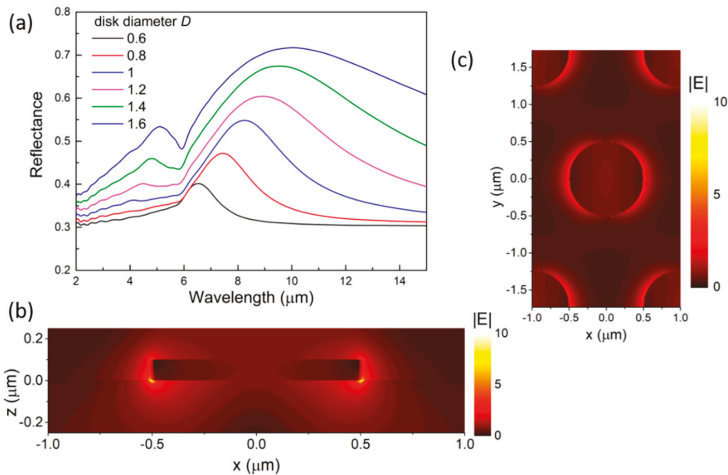 (a)
disk diameter D
0.6
0.8
1
1.2
1.4
1.6
0.8
0.7
0.6
0.5
0.4
0.3
0.2
Reflectance
2 4 6 8 10 12 14
Wavelength (μm)
(b)
|E|
10
5
0
0.2
0.0
-0.2
z (μm)
-1.0 -0.5 0.0 0.5 1.0
x (μm)
(c)
|E|
10
5
0
1.5
1.0
0.5
0.0
-0.5
-1.0
-1.5
y (μm)
-1.0 -0.5 0.0 0.5 1.0
x (μm)